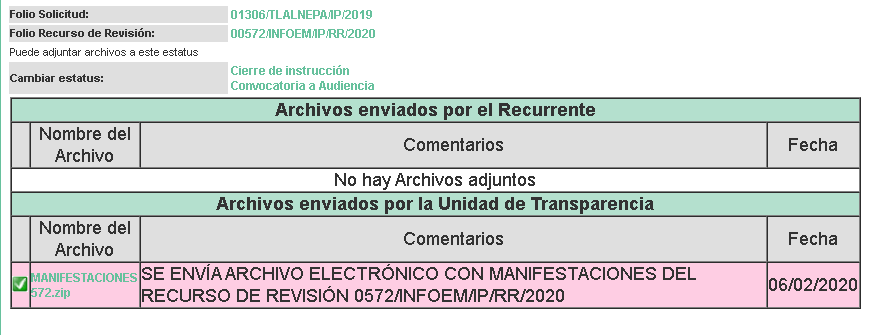 Folio Solicitud: 01306/TLALNEPA/IP/2019
Folio Recurso de Revisión: 00572/INFOEM/IP/RR/2020
Puede adjuntar archivos a este estatus
Cambiar estatus: Cierre de instrucción
Convocatoria a Audiencia
Archivos enviados por el Recurrente
Nombre del Archivo Comentarios Fecha
No hay Archivos adjuntos
Archivos enviados por la Unidad de Transparencia
Nombre del Archivo Comentarios Fecha
MANIFESTACIONES 572.zip SE ENVÍA ARCHIVO ELECTRÓNICO CON MANIFESTACIONES DEL RECURSO DE REVISIÓN 0572/INFOEM/IP/RR/2020 06/02/2020